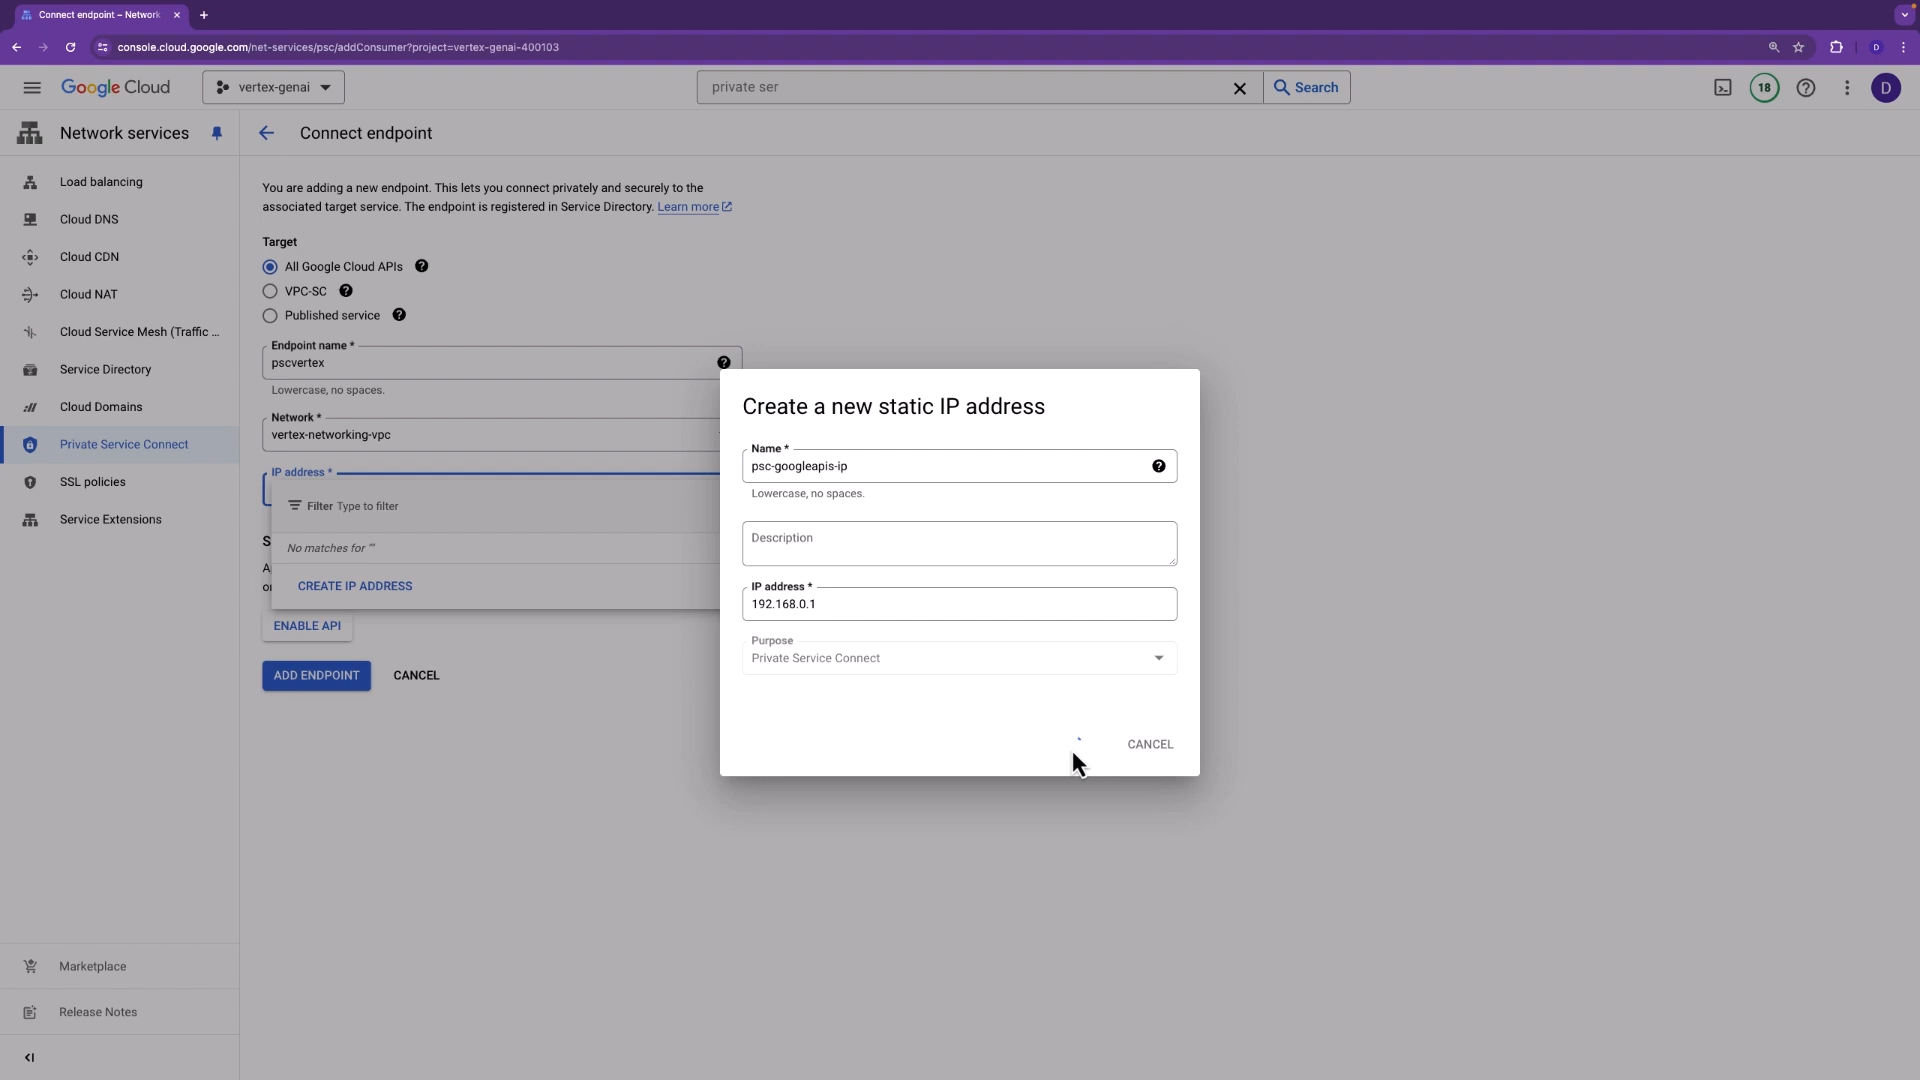 Connect endpoint – Network
console.cloud.google.com/net-services/psc/addConsumer?project=vertex-genai-400103
D
Google Cloud
vertex-genai
private ser
Search
18
D
Network services
Connect endpoint
Load balancing
Cloud DNS
Cloud CDN
Cloud NAT
Cloud Service Mesh (Traffic ...
Service Directory
Cloud Domains
Private Service Connect
SSL policies
Service Extensions
Marketplace
Release Notes
You are adding a new endpoint. This lets you connect privately and securely to the
associated target service. The endpoint is registered in Service Directory. Learn more
Target
All Google Cloud APIs
VPC-SC
Published service
Endpoint name *
pscvertex
Lowercase, no spaces.
Network *
vertex-networking-vpc
IP address *
Filter Type to filter
S
No matches for ""
A
or
CREATE IP ADDRESS
ENABLE API
ADD ENDPOINT
CANCEL
Create a new static IP address
Name *
psc-googleapis-ip
Lowercase, no spaces.
Description
IP address *
192.168.0.1
Purpose
Private Service Connect
CANCEL